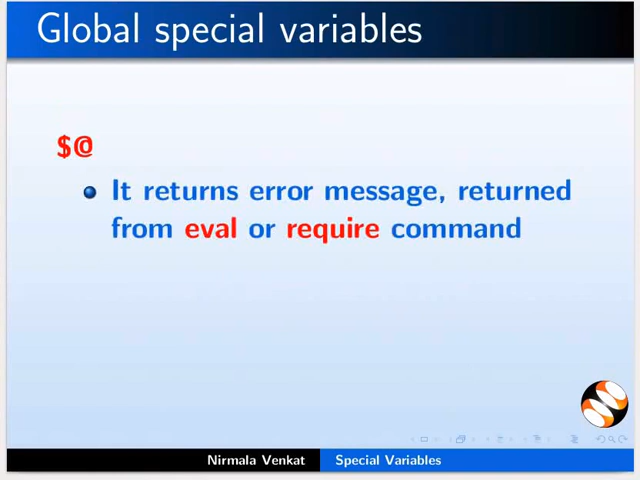 Global special variables
$@
It returns error message, returned
from eval or require command
Nirmala Venkat
Special Variables